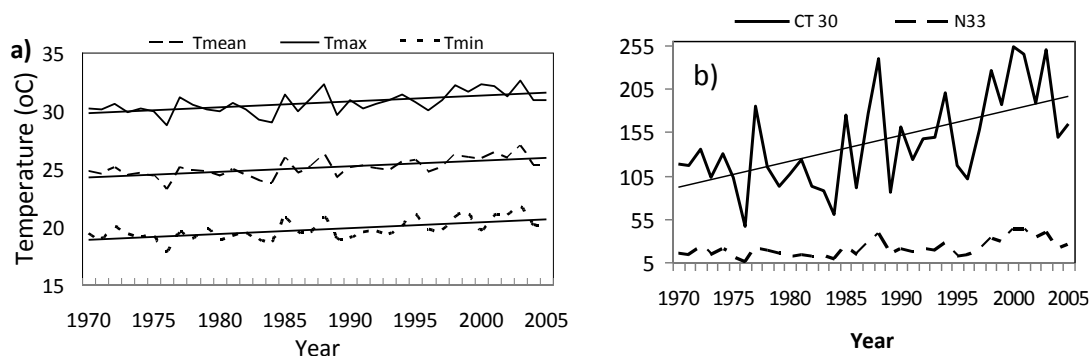 a)
Tmean Tmax Tmin
35
30
25
20
15
Temperature (oC)
1970 1975 1980 1985 1990 1995 2000 2005
Year
CT 30 N33
b)
255
205
155
105
55
5
1970 1975 1980 1985 1990 1995 2000 2005
Year